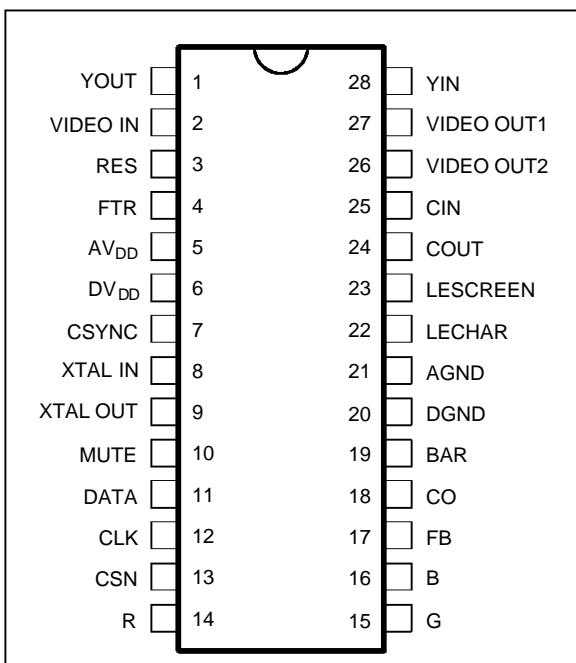 YOUT 1 28 YIN
VIDEO IN 2 27 VIDEO OUT1
RES 3 26 VIDEO OUT2
FTR 4 25 CIN
AVDD 5 24 COUT
DVDD 6 23 LESCREEN
CSYNC 7 22 LECHAR
XTAL IN 8 21 AGND
XTAL OUT 9 20 DGND
MUTE 10 19 BAR
DATA 11 18 CO
CLK 12 17 FB
CSN 13 16 B
R 14 15 G